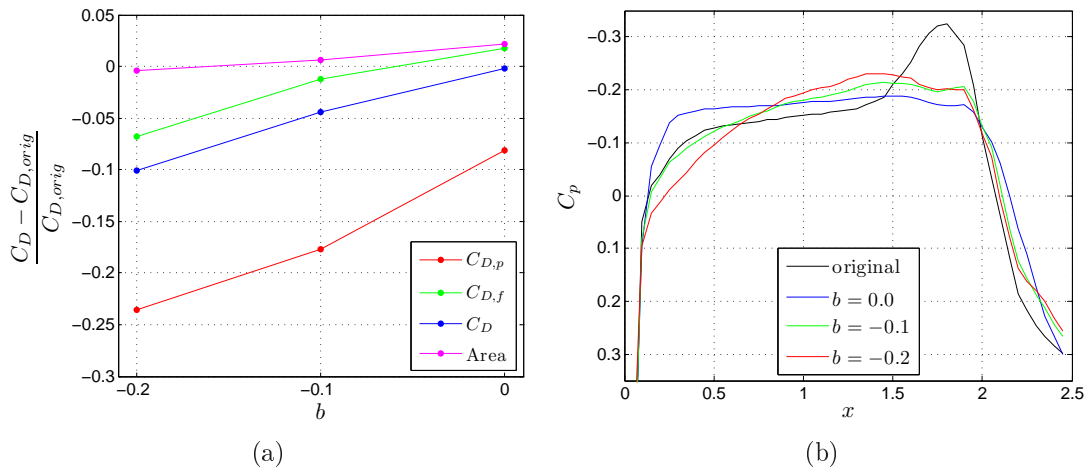 0.05
0
−0.05
−0.1
−0.15
−0.2
−0.25
−0.3
−0.2
−0.1
0
b
\frac{C_D − C_{D,orig}}{C_{D,orig}}
C_{D,p}
C_{D,f}
C_D
Area
(a)
−0.3
−0.2
−0.1
0
0.1
0.2
0.3
0
0.5
1
1.5
2
2.5
x
C_p
original
b = 0.0
b = −0.1
b = −0.2
(b)